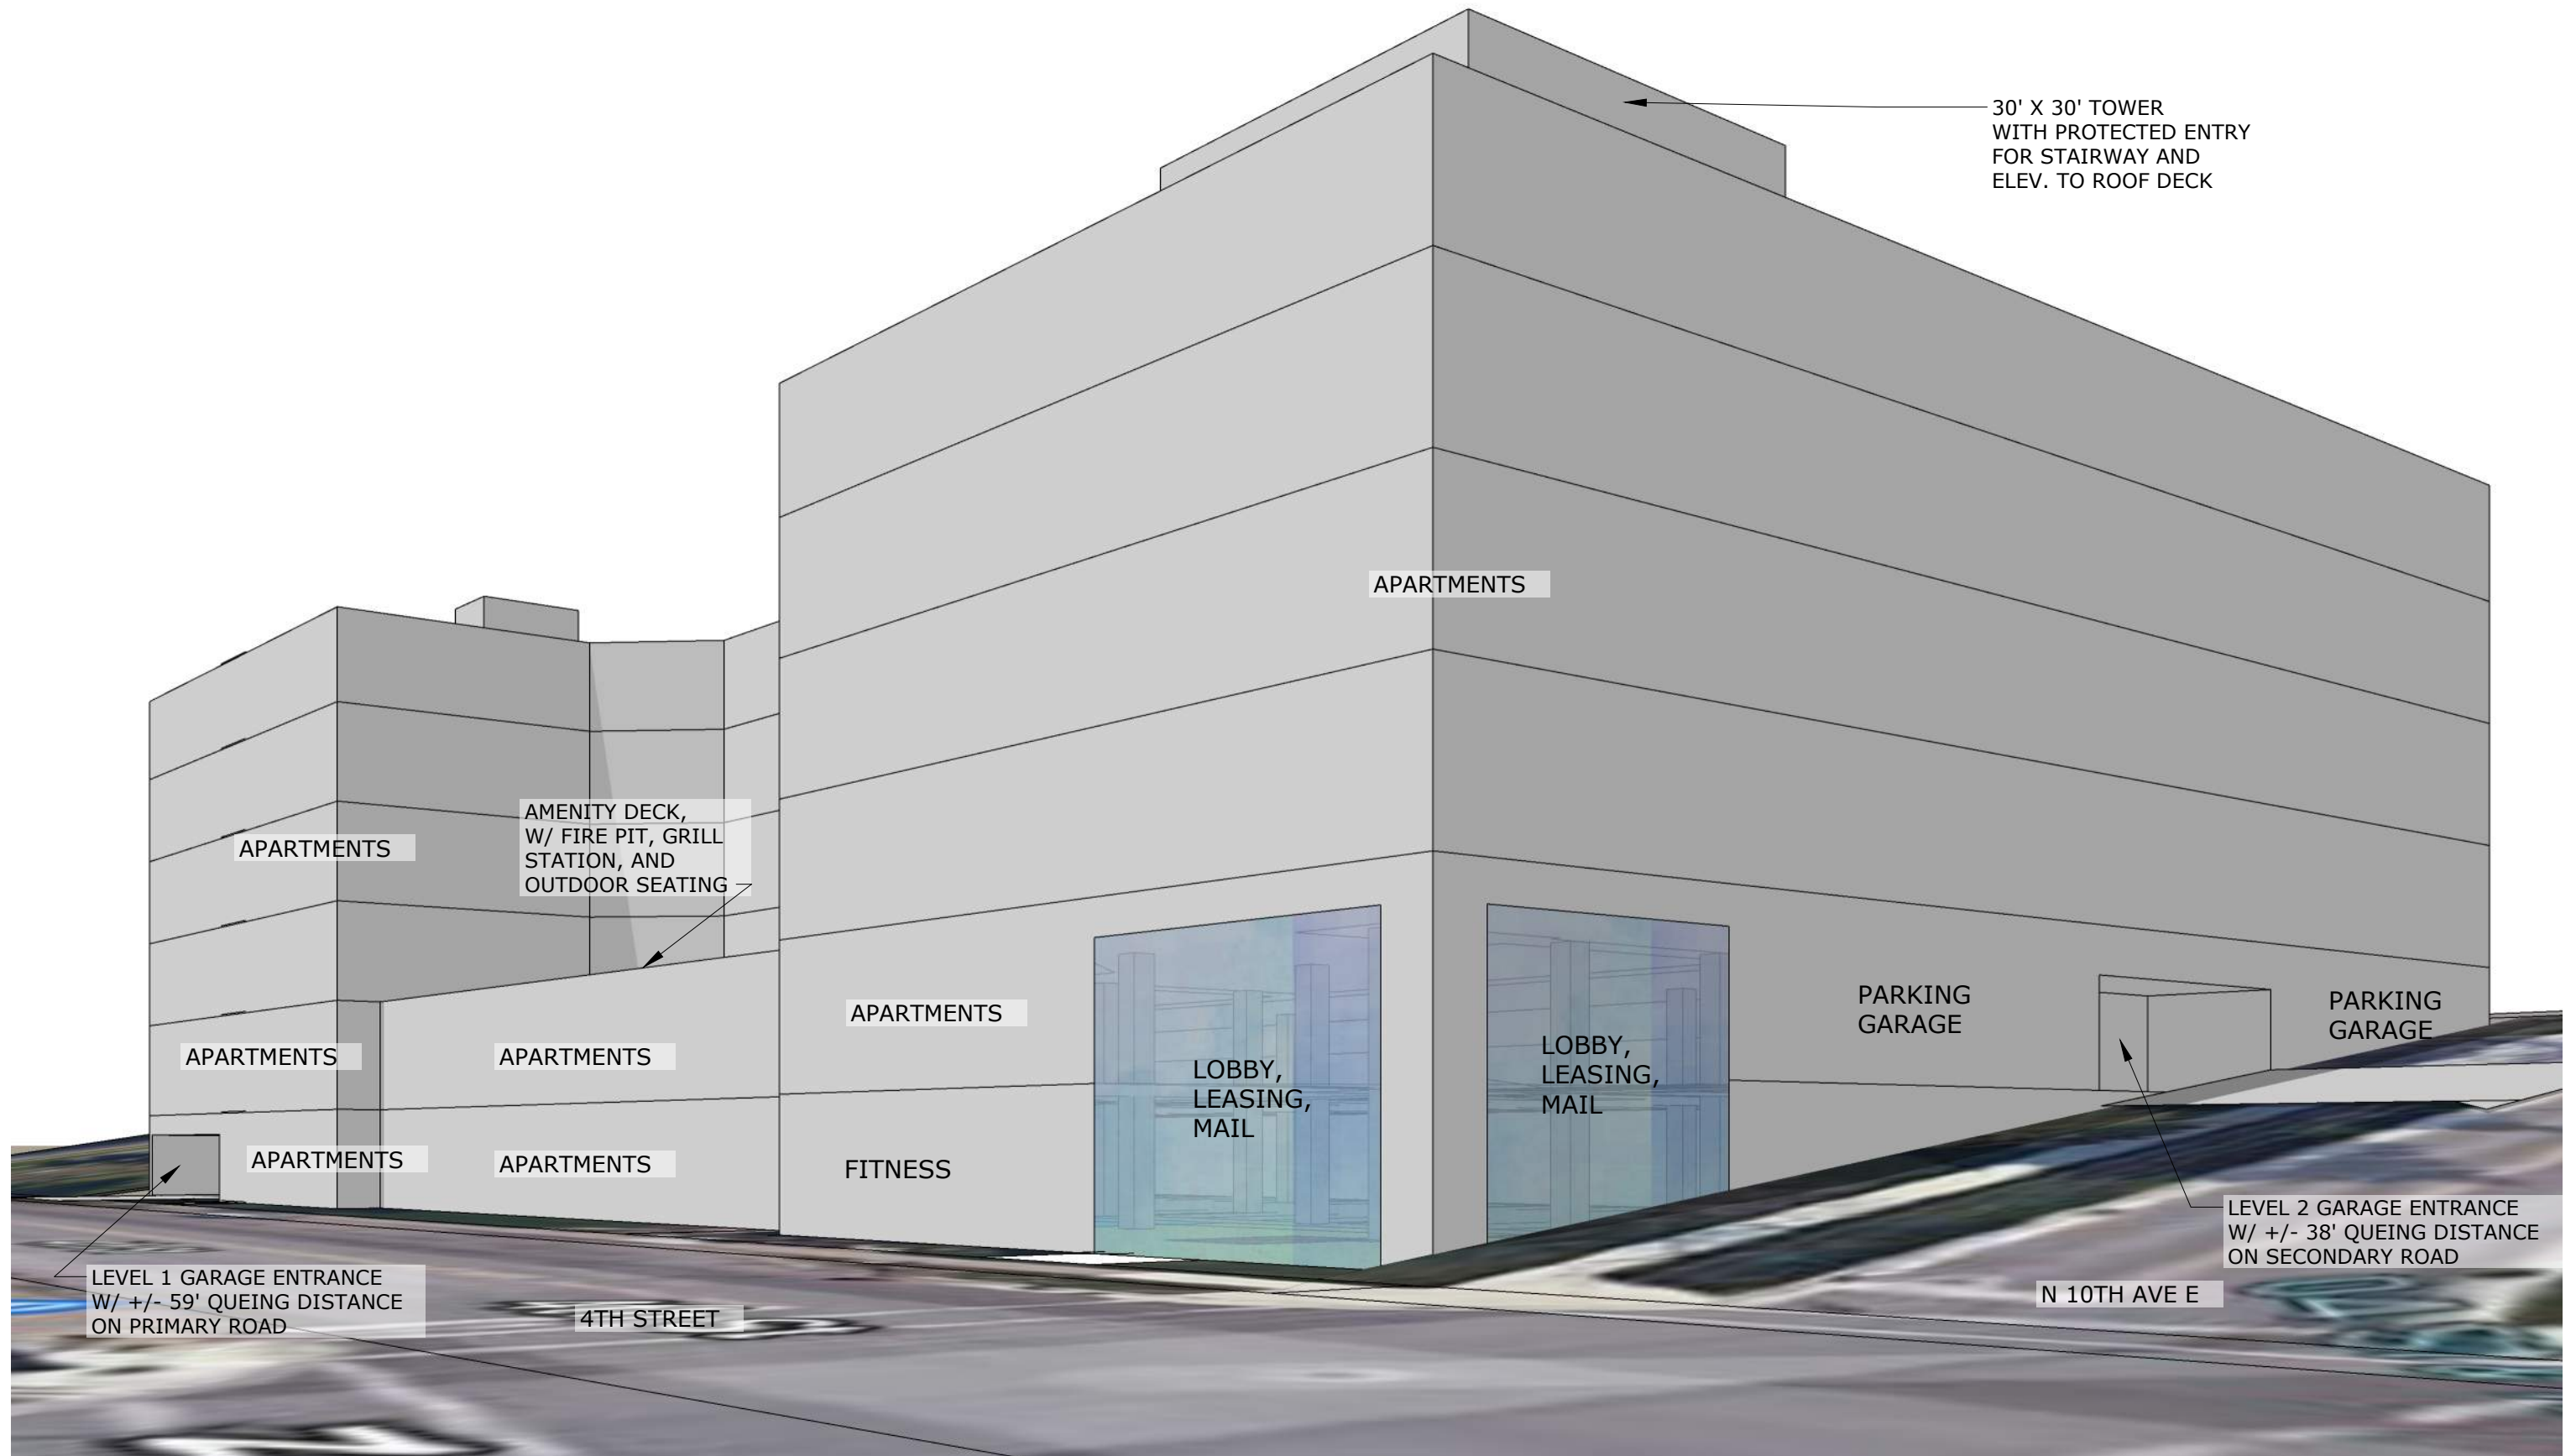 30' X 30' TOWER
WITH PROTECTED ENTRY
FOR STAIRWAY AND
ELEV. TO ROOF DECK
APARTMENTS
AMENITY DECK,
W/ FIRE PIT, GRILL
STATION, AND
OUTDOOR SEATING
APARTMENTS
APARTMENTS
APARTMENTS
APARTMENTS
LOBBY,
LEASING,
MAIL
LOBBY,
LEASING,
MAIL
PARKING
GARAGE
PARKING
GARAGE
APARTMENTS
APARTMENTS
FITNESS
LEVEL 1 GARAGE ENTRANCE
W/ +/- 59' QUEING DISTANCE
ON PRIMARY ROAD
4TH STREET
LEVEL 2 GARAGE ENTRANCE
W/ +/- 38' QUEING DISTANCE
ON SECONDARY ROAD
N 10TH AVE E